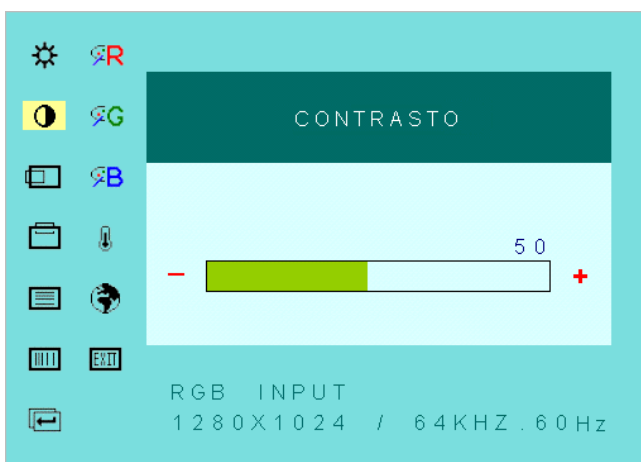 R
CONTRASTO
G
B
50
- +
EXIT
RGB INPUT
1280X1024 / 64KHZ.60Hz